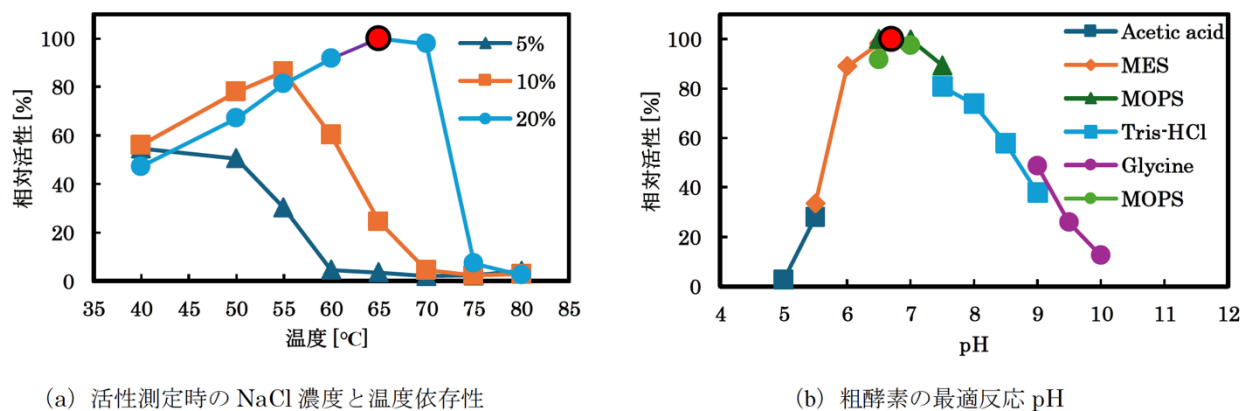 100
80
60
40
20
0
相対活性 [%]
35 40 45 50 55 60 65 70 75 80 85
温度 [℃]
5%
10%
20%
(a) 活性測定時の NaCl 濃度と温度依存性
100
80
60
40
20
0
相対活性 [%]
4 5 6 7 8 9 10 11 12
pH
Acetic acid
MES
MOPS
Tris-HCl
Glycine
MOPS
(b) 粗酵素の最適反応 pH